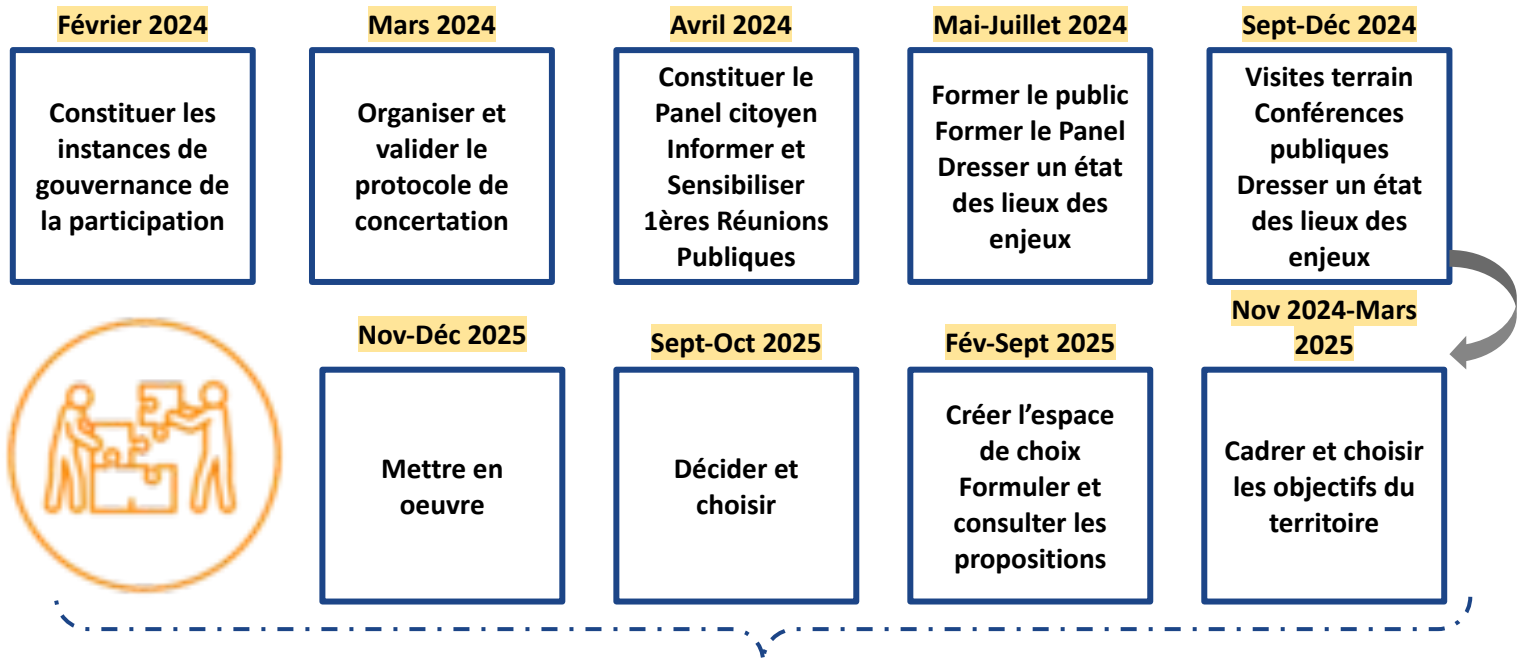 Février 2024
Constituer les
instances de
gouvernance de
la participation
Mars 2024
Organiser et
valider le
protocole de
concertation
Avril 2024
Constituer le
Panel citoyen
Informer et
Sensibiliser
1ères Réunions
Publiques
Mai-Juillet 2024
Former le public
Former le Panel
Dresser un état
des lieux des
enjeux
Sept-Déc 2024
Visites terrain
Conférences
publiques
Dresser un état
des lieux des
enjeux
Nov 2024-Mars
2025
Cadrer et choisir
les objectifs du
territoire
Fév-Sept 2025
Créer l’espace
de choix
Formuler et
consulter les
propositions
Sept-Oct 2025
Décider et
choisir
Nov-Déc 2025
Mettre en
oeuvre